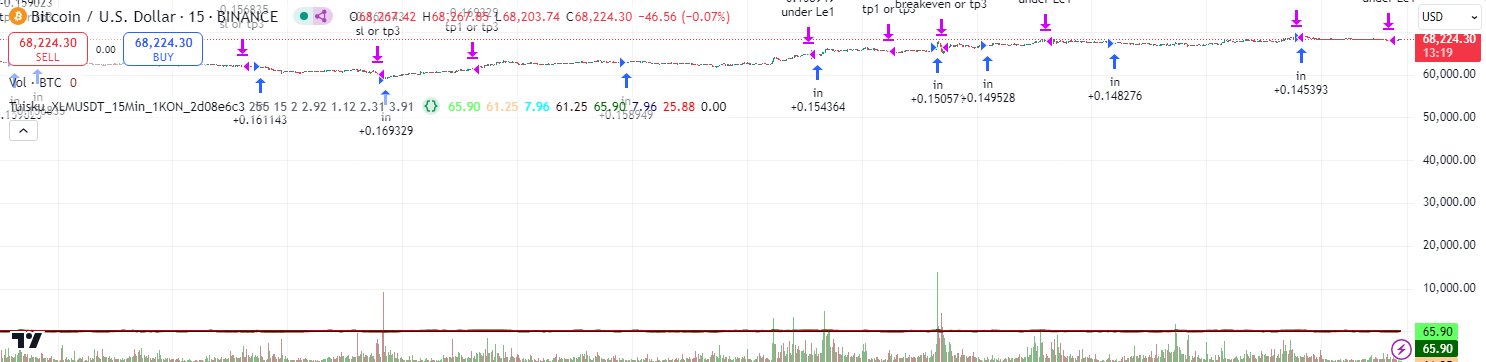 Bitcoin / U.S. Dollar · 15 · BINANCE
O68,267.42 H68,267.85 L68,203.74 C68,224.30 −46.56 (−0.07%)
68,224.30
SELL
0.00
68,224.30
BUY
Vol · BTC 0
Tuisku_XLMUSDT_15Min_1KON_2d08e6c3 255 15 2 2.92 1.12 2.31 3.91 {} 65.90 61.25 7.96 61.25 65.90 7.96 25.88 0.00
sl or tp3
+0.161143
sl or tp3
in
+0.169329
tp1 or tp3
in
+0.158949
under Le1
in
+0.154364
tp1 or tp3
breakeven or tp3
in
in
+0.149528
in
+0.148276
in
+0.145393
USD
68,224.30
13:19
60,000.00
50,000.00
40,000.00
30,000.00
20,000.00
10,000.00
65.90
65.90